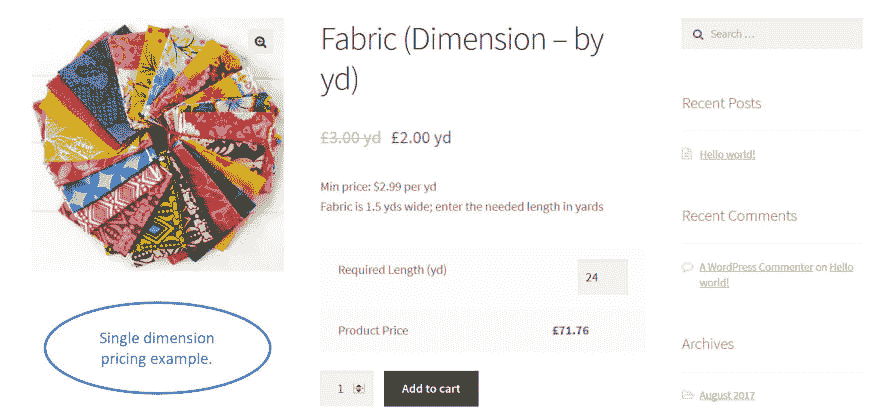 Fabric (Dimension – by
yd)
£3.00 yd £2.00 yd
Min price: $2.99 per yd
Fabric is 1.5 yds wide; enter the needed length in yards
Required Length (yd)
24
Product Price
£71.76
1
Add to cart
Single dimension
pricing example.
Search ...
Recent Posts
Hello world!
Recent Comments
A WordPress Commenter on Hello
world!
Archives
August 2017